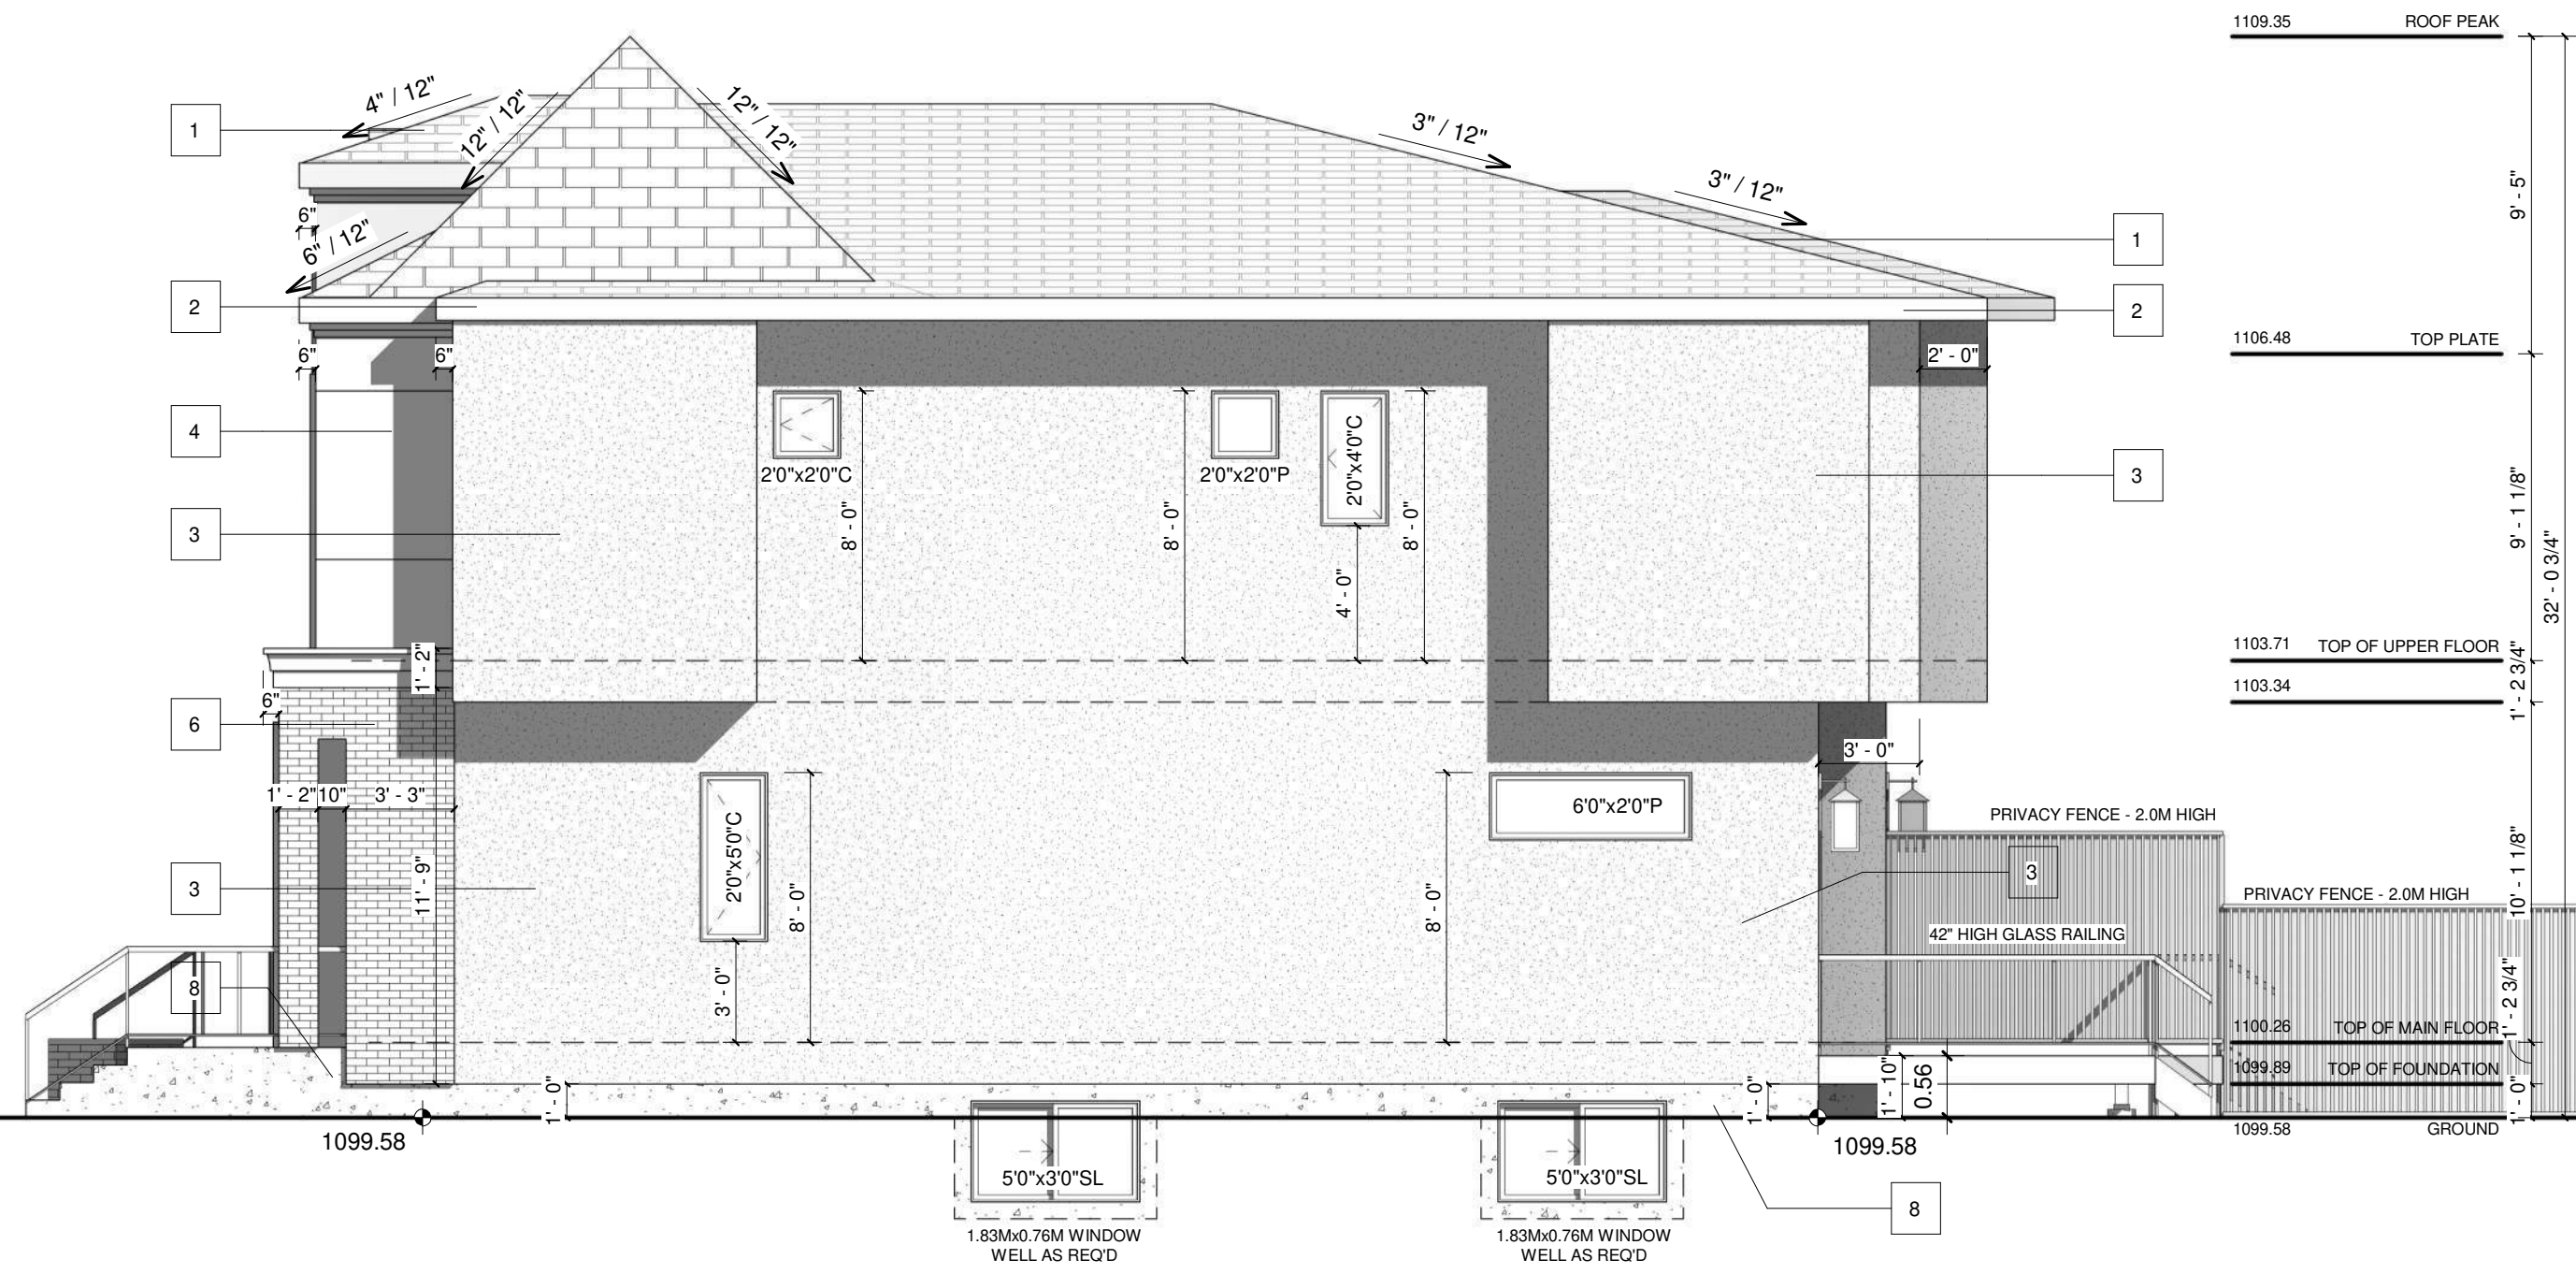 1109.35 ROOF PEAK
4" / 12"
12" / 12"
12" / 12"
1
3" / 12"
3" / 12"
9' - 5"
6"
6" / 12"
1
2
2
1106.48 TOP PLATE
6"
6"
2' - 0"
4
2'0"x2'0"C
2'0"x2'0"P
2'0"x4'0"C
3
8' - 0"
8' - 0"
8' - 0"
9' - 1 1/8"
3
4' - 0"
32' - 0 3/4"
1103.71 TOP OF UPPER FLOOR
1' - 2"
1' - 2 3/4"
1103.34
6"
6
3' - 0"
1' - 2"
10"
3' - 3"
6'0"x2'0"P
PRIVACY FENCE - 2.0M HIGH
2'0"x5'0"C
3
11' - 9"
8' - 0"
8' - 0"
3
10' - 1 1/8"
PRIVACY FENCE - 2.0M HIGH
42" HIGH GLASS RAILING
8
3' - 0"
1' - 2 3/4"
1100.26 TOP OF MAIN FLOOR
1099.89 TOP OF FOUNDATION
1' - 0"
1' - 0"
1' - 10"
0.56
1' - 0"
1099.58 GROUND
1099.58
1099.58
5'0"x3'0"SL
5'0"x3'0"SL
8
1.83Mx0.76M WINDOW
WELL AS REQ'D
1.83Mx0.76M WINDOW
WELL AS REQ'D